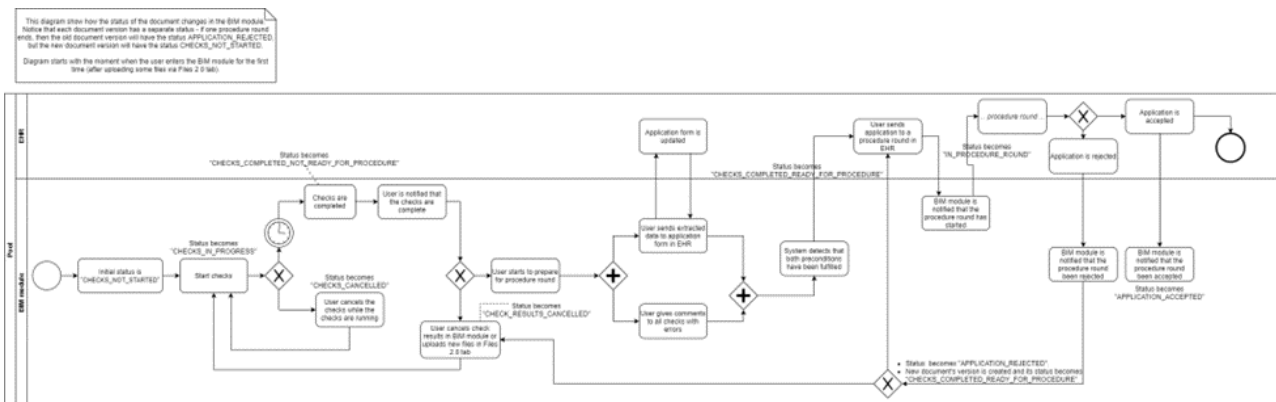 This diagram show how the status of the document changes in the BIM module.
Notice that each document version has a separate status - if one procedure round
ends, then the old document version will have the status APPLICATION_REJECTED,
but the new document version will have the status CHECKS_NOT_STARTED.
Diagram starts with the moment when the user enters the BIM module for the first
time (after uploading some files via Files 2.0 tab)
Pool
EHR
BIM module
Application form is
updated
User sends
application to a
procedure round in
EHR
... procedure round ...
Application is
accepted
Application is rejected
Status becomes
"IN_PROCEDURE_ROUND"
Status becomes
"CHECKS_COMPLETED_NOT_READY_FOR_PROCEDURE"
Status becomes
"CHECKS_COMPLETED_READY_FOR_PROCEDURE"
Checks are
completed
User is notified that
the checks are
complete
BIM module is
notified that the
procedure round has
started
User sends extracted
data to application
form in EHR
Status becomes
"CHECKS_IN_PROGRESS"
System detects that
both preconditions
have been fulfilled
BIM module is
notified that the
procedure round
been rejected
BIM module is
notified that the
procedure round
been accepted
Initial status is
"CHECKS_NOT_STARTED"
Start checks
User starts to prepare
for procedure round
Status becomes
"CHECKS_CANCELLED"
Status becomes
"APPLICATION_ACCEPTED"
User cancels the
checks while the
checks are running
Status becomes
"CHECK_RESULTS_CANCELLED"
User gives comments
to all checks with
errors
User cancels check
results in BIM module or
uploads new files in Files
2.0 tab
• Status becomes "APPLICATION_REJECTED"
• New document's version is created and its status becomes
"CHECKS_COMPLETED_READY_FOR_PROCEDURE"